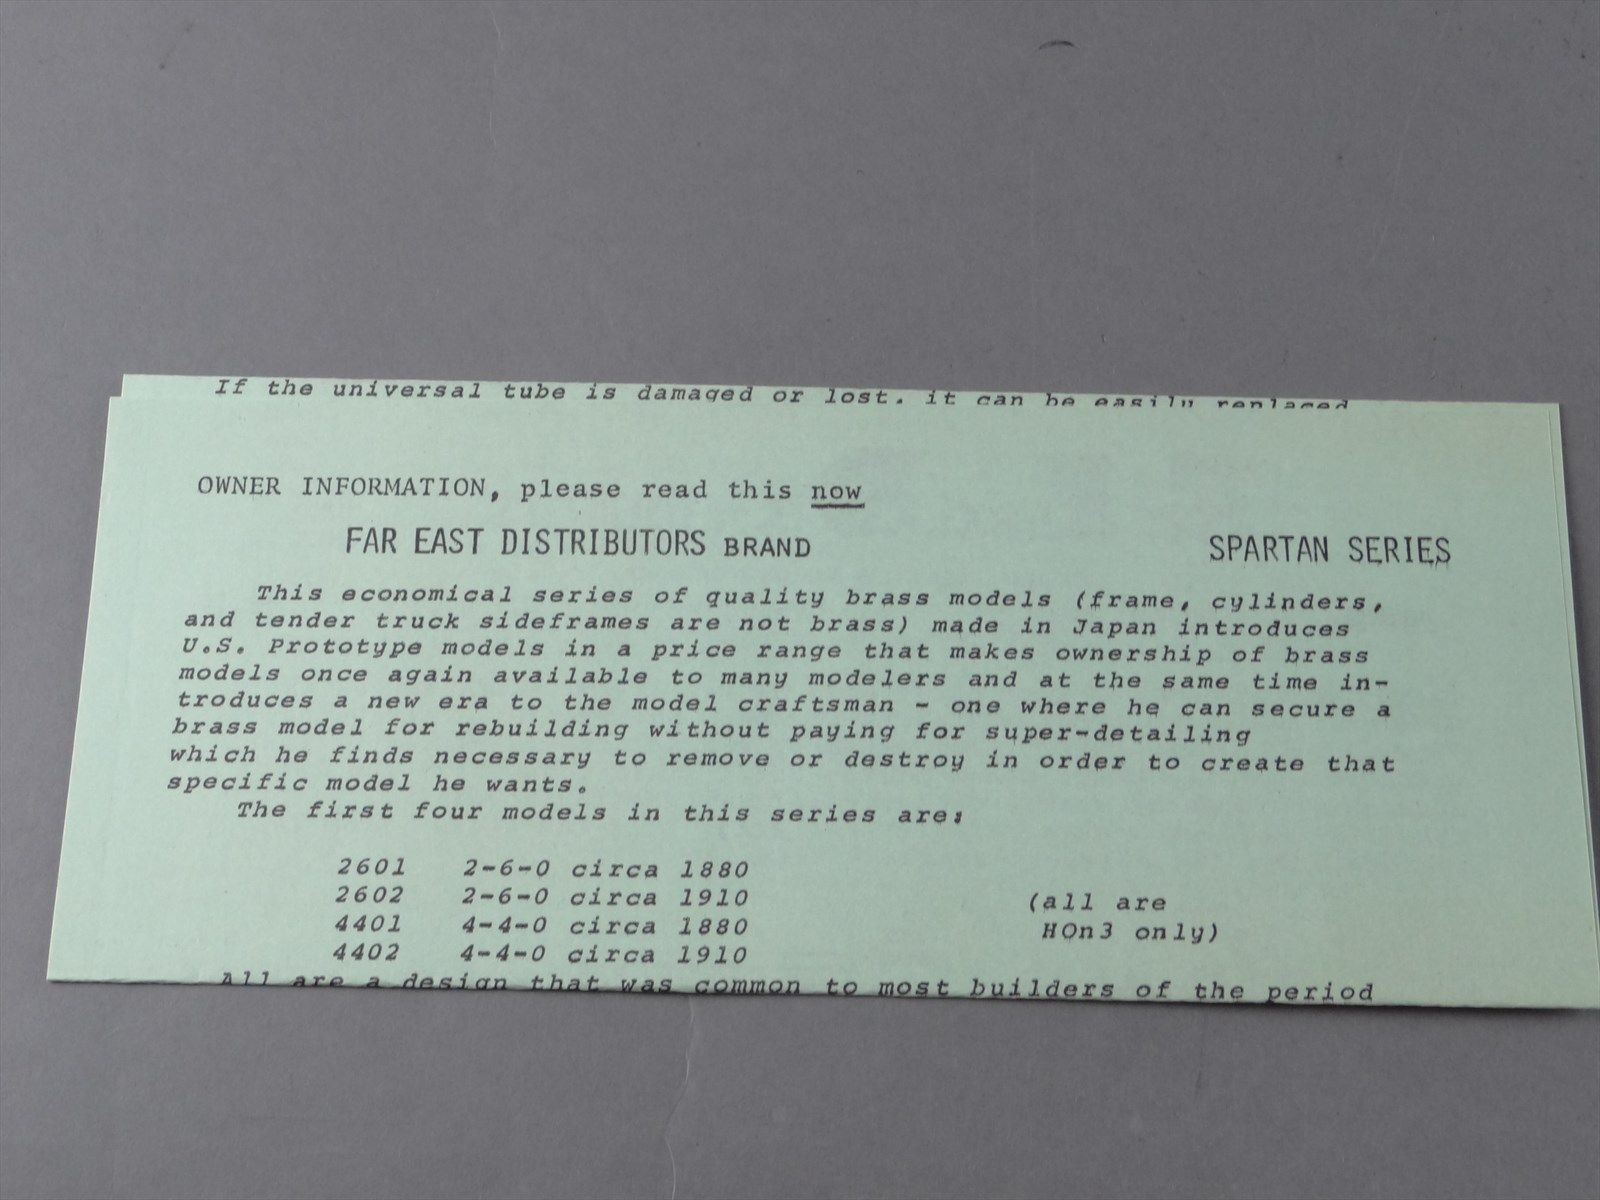 If the universal tube is damaged or lost. it can be easily replaced
OWNER INFORMATION, please read this now
FAR EAST DISTRIBUTORS BRAND SPARTAN SERIES
This economical series of quality brass models (frame, cylinders,
and tender truck sideframes are not brass) made in Japan introduces
U.S. Prototype models in a price range that makes ownership of brass
models once again available to many modelers and at the same time in-
troduces a new era to the model craftsman - one where he can secure a
brass model for rebuilding without paying for super-detailing
which he finds necessary to remove or destroy in order to create that
specific model he wants.
The first four models in this series are:
2601 2-6-0 circa 1880
2602 2-6-0 circa 1910 (all are
4401 4-4-0 circa 1880 HOn3 only)
4402 4-4-0 circa 1910
All are a design that was common to most builders of the period